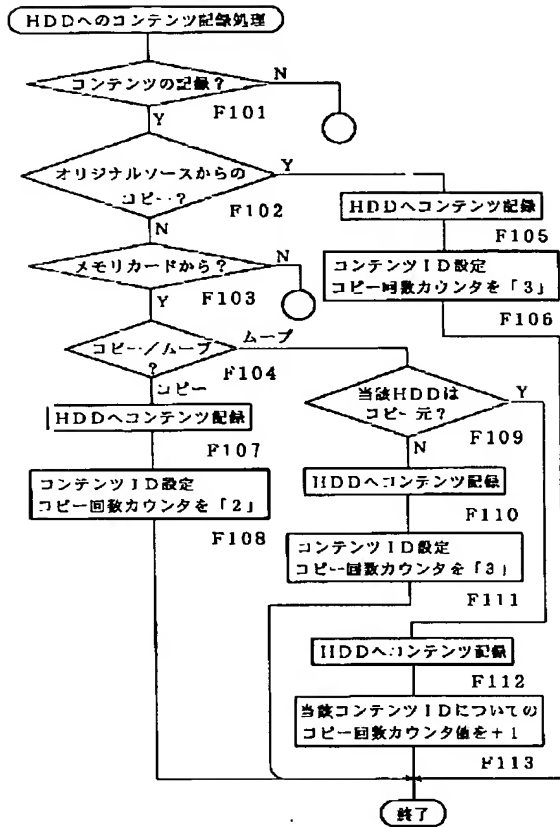 HDDへのコンテンツ記録処理
コンテンツの記録?
N
F101
Y
オリジナルソースからの
コピー?
Y
F102
N
HDDへコンテンツ記録
F105
メモリカードから?
N
F103
Y
コンテンツID設定
コピー回数カウンタを「3」
F106
コピー/ムーブ
?
ムーブ
F104
コピー
当該HDDは
コピー元?
Y
F109
N
HDDへコンテンツ記録
F107
コンテンツID設定
コピー回数カウンタを「2」
F108
HDDへコンテンツ記録
F110
コンテンツID設定
コピー回数カウンタを「3」
F111
HDDへコンテンツ記録
F112
当該コンテンツIDについての
コピー回数カウンタ値を+1
F113
終了